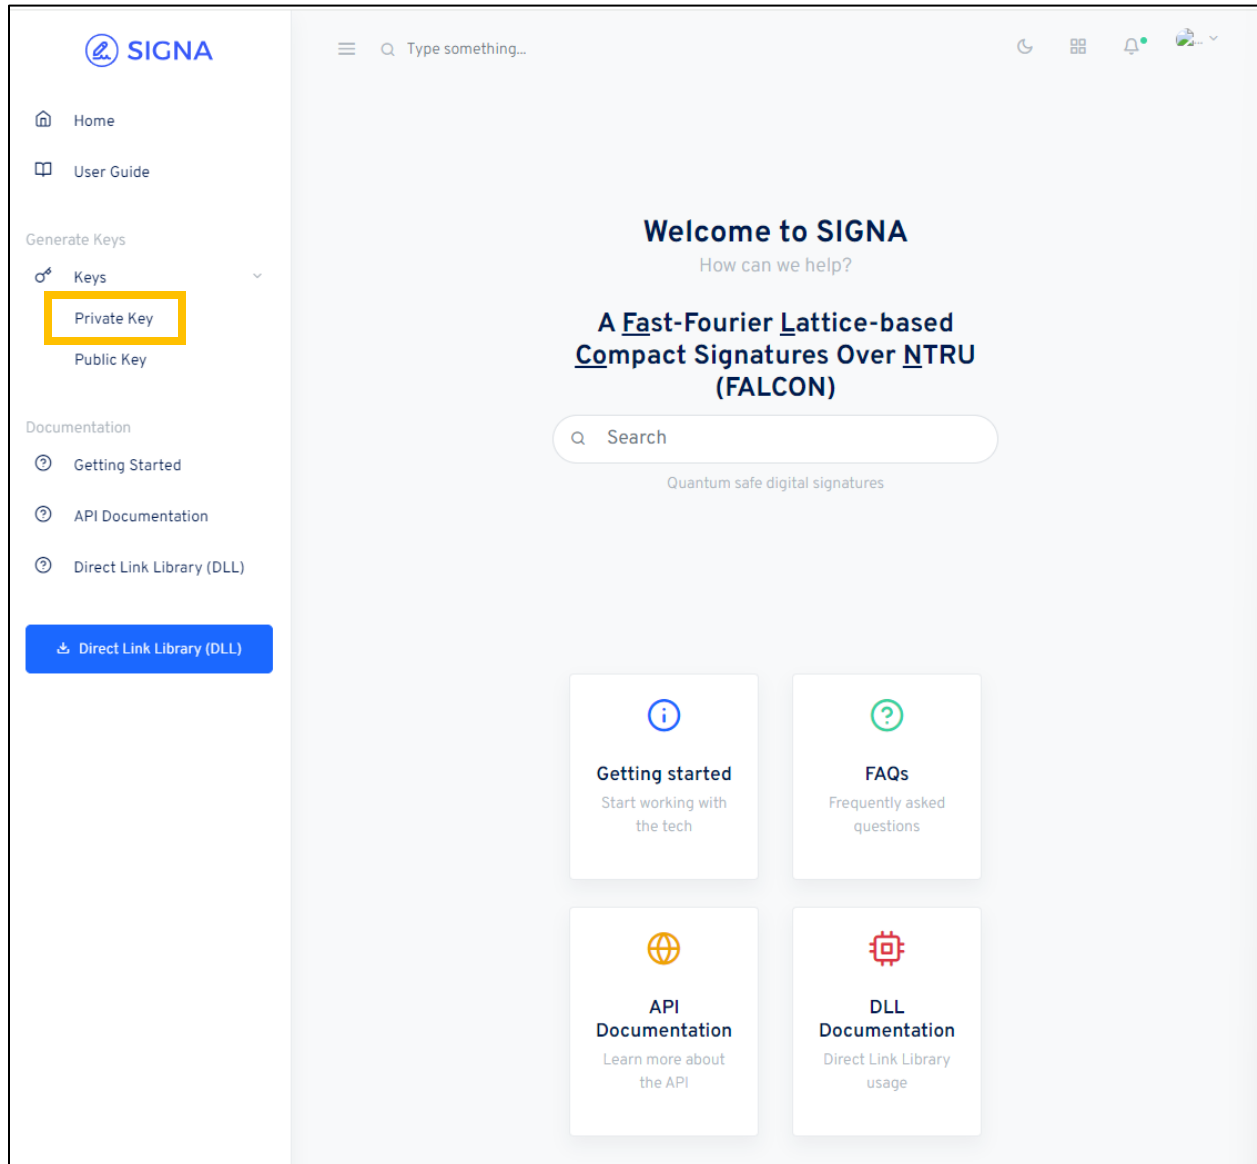 SIGNA
Type something...
Home
User Guide
Generate Keys
Keys
Private Key
Public Key
Documentation
Getting Started
API Documentation
Direct Link Library (DLL)
Direct Link Library (DLL)
Welcome to SIGNA
How can we help?
A Fast-Fourier Lattice-based
Compact Signatures Over NTRU
(FALCON)
Search
Quantum safe digital signatures
Getting started
Start working with
the tech
FAQs
Frequently asked
questions
API
Documentation
Learn more about
the API
DLL
Documentation
Direct Link Library
usage